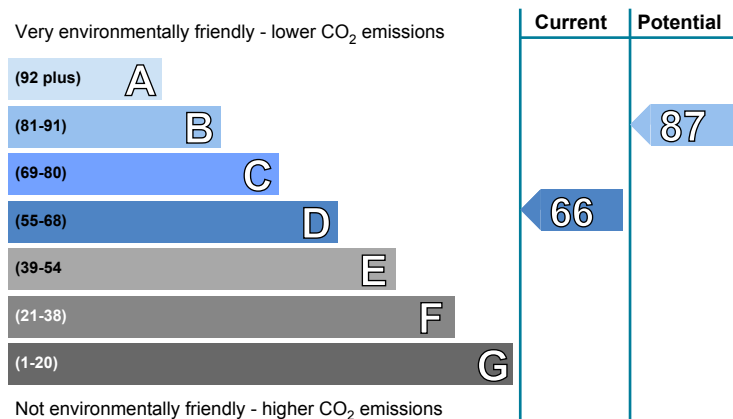 Current Potential
Very environmentally friendly - lower CO₂ emissions
(92 plus) A
(81-91) B
87
(69-80) C
(55-68) D
66
(39-54 E
(21-38) F
(1-20) G
Not environmentally friendly - higher CO₂ emissions